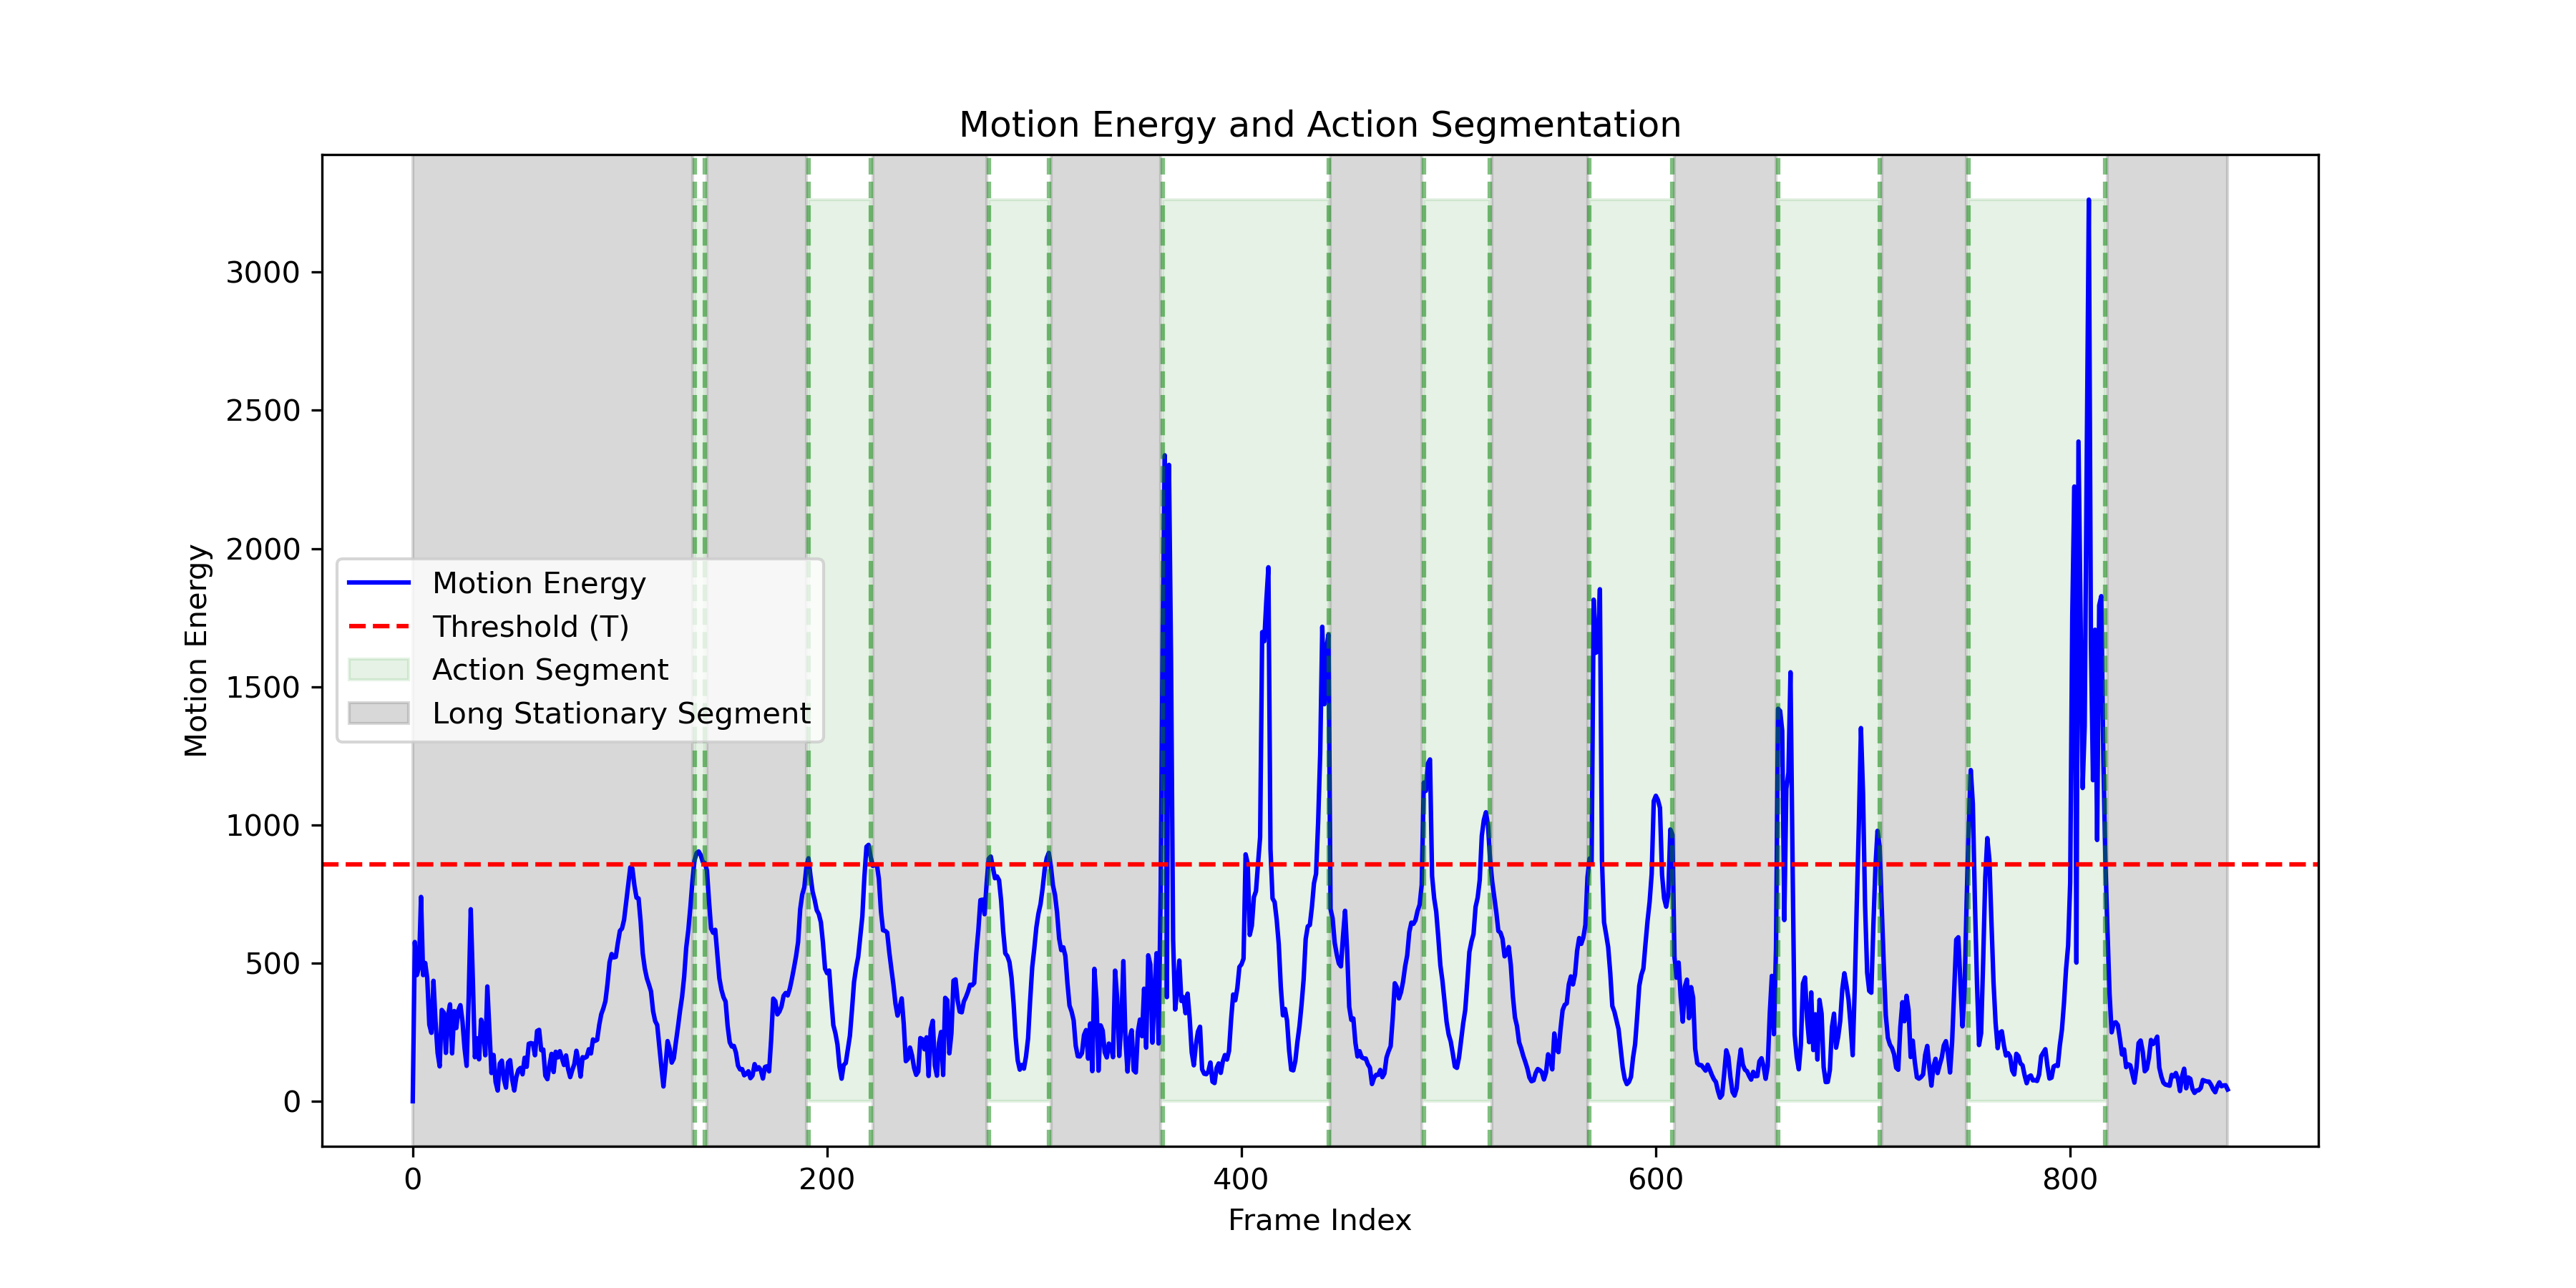 Motion Energy and Action Segmentation
Motion Energy
3000
2500
2000
1500
1000
500
0
Motion Energy
Threshold (T)
Action Segment
Long Stationary Segment
0 200 400 600 800
Frame Index